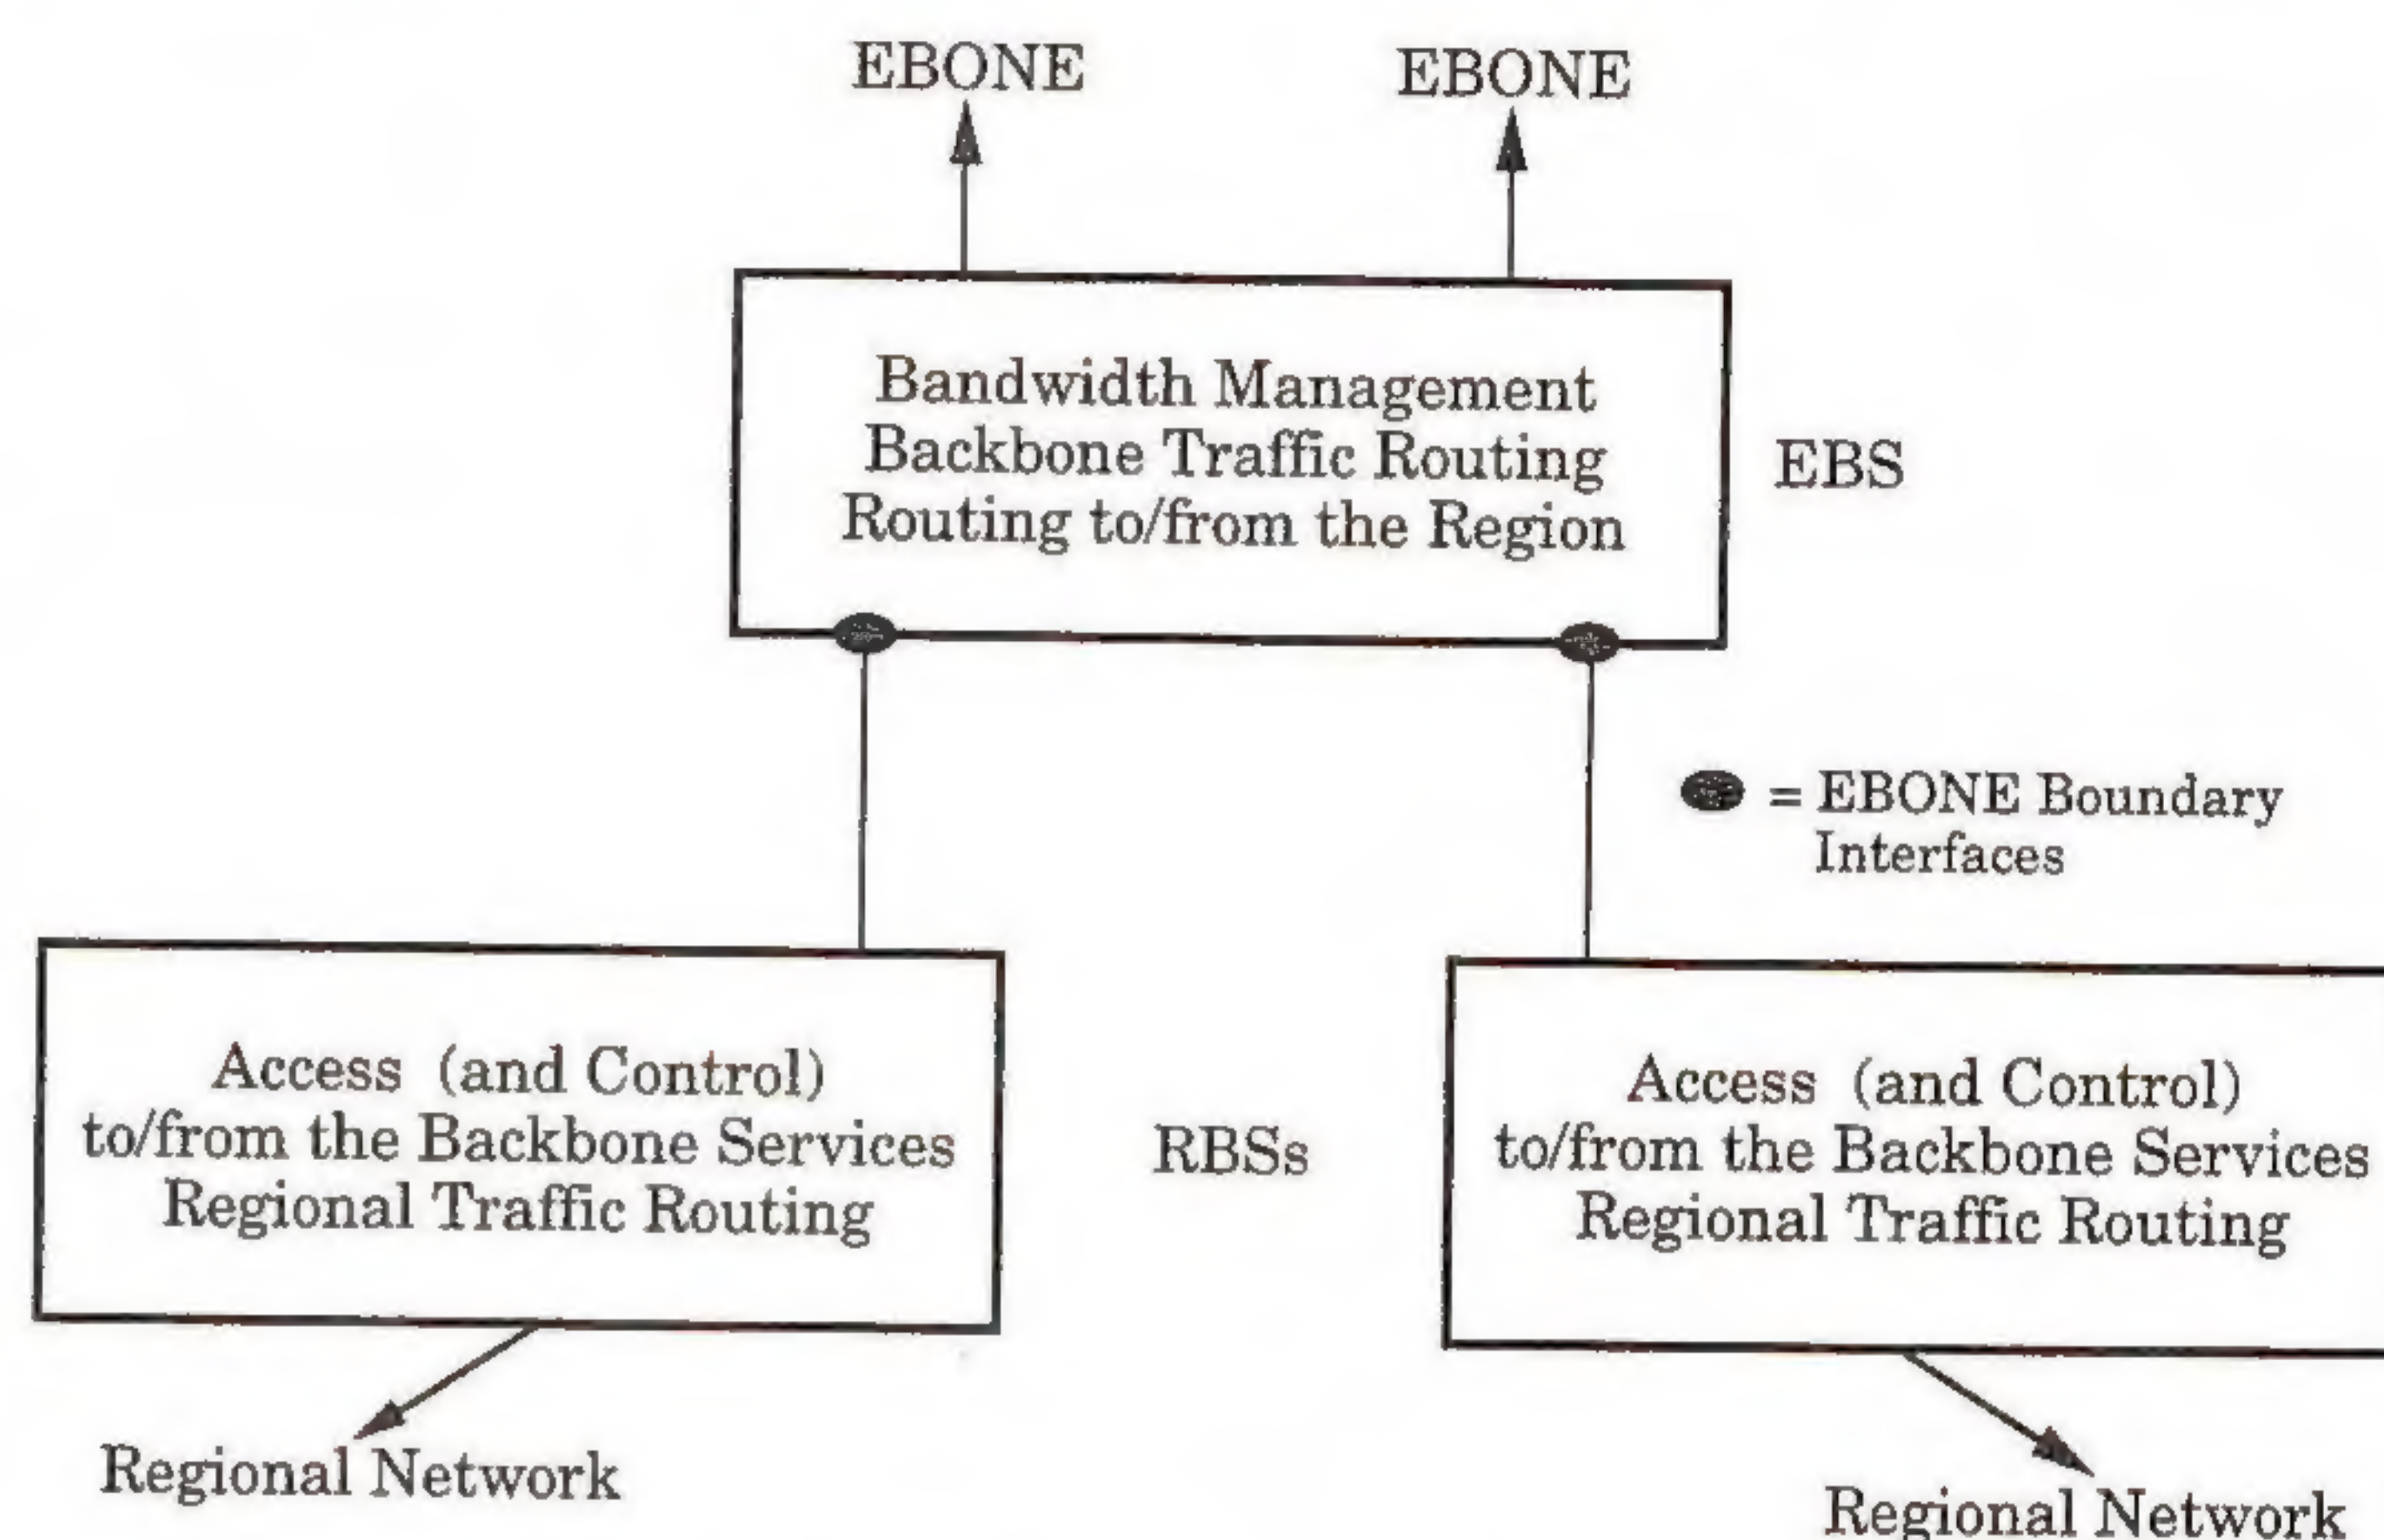 EBONE
EBONE
Bandwidth Management
Backbone Traffic Routing
Routing to/from the Region
EBS
= EBONE Boundary
Interfaces
Access (and Control)
to/from the Backbone Services
Regional Traffic Routing
RBSs
Access (and Control)
to/from the Backbone Services
Regional Traffic Routing
Regional Network
Regional Network